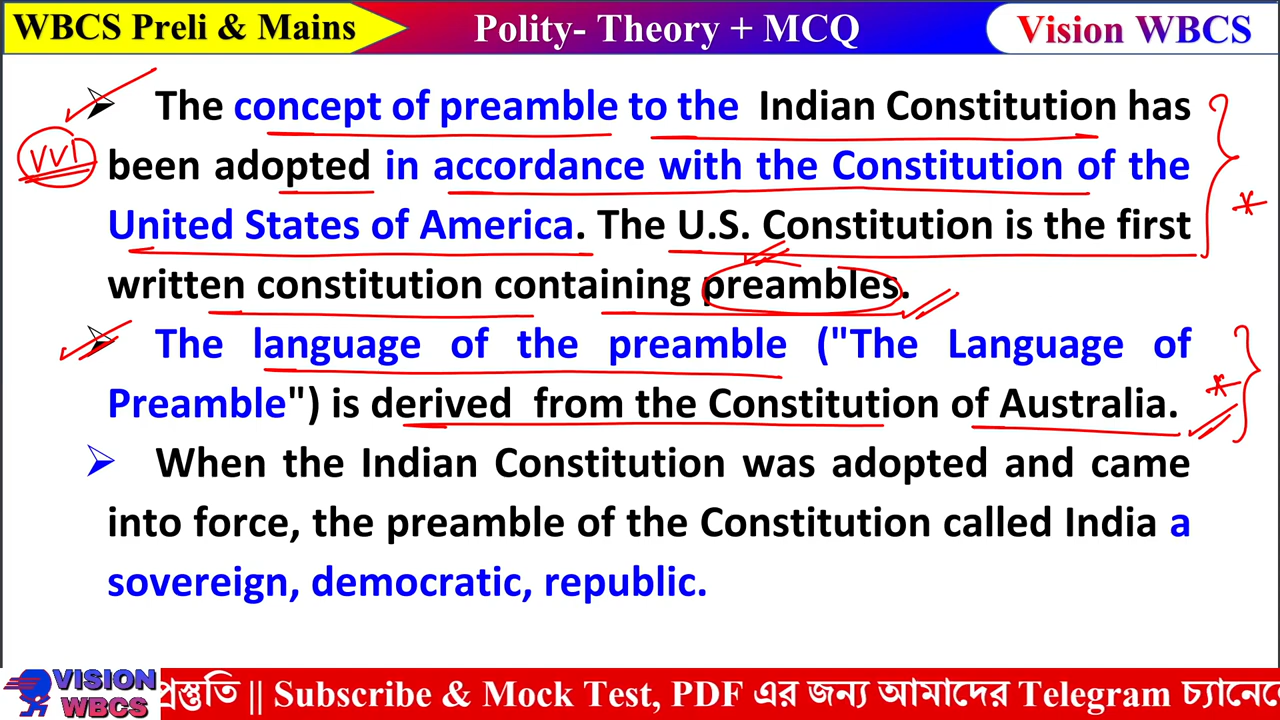 WBCS Preli & Mains
Polity- Theory + MCQ
Vision WBCS
The concept of preamble to the Indian Constitution has
VVI
been adopted in accordance with the Constitution of the
United States of America. The U.S. Constitution is the first
written constitution containing preambles.
The language of the preamble ("The Language of
Preamble") is derived from the Constitution of Australia.
When the Indian Constitution was adopted and came
into force, the preamble of the Constitution called India a
sovereign, democratic, republic.
VISION
WBCS
প্রস্তুতি || Subscribe & Mock Test, PDF এর জন্য আমাদের Telegram চ্যানেলে